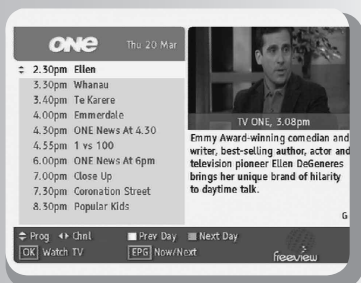 ONE Thu 20 Mar
2.30pm Ellen
3.30pm Whanau
3.40pm Te Karere
4.00pm Emmerdale
4.30pm ONE News At 4.30
4.55pm 1 vs 100
6.00pm ONE News At 6pm
7.00pm Close Up
7.30pm Coronation Street
8.30pm Popular Kids
TV ONE, 3.08pm
Emmy Award-winning comedian and
writer, best-selling author, actor and
television pioneer Ellen DeGeneres
brings her unique brand of hilarity
to daytime talk.
G
Prog Chnl Prev Day Next Day
OK Watch TV EPG Now/Next
freeview